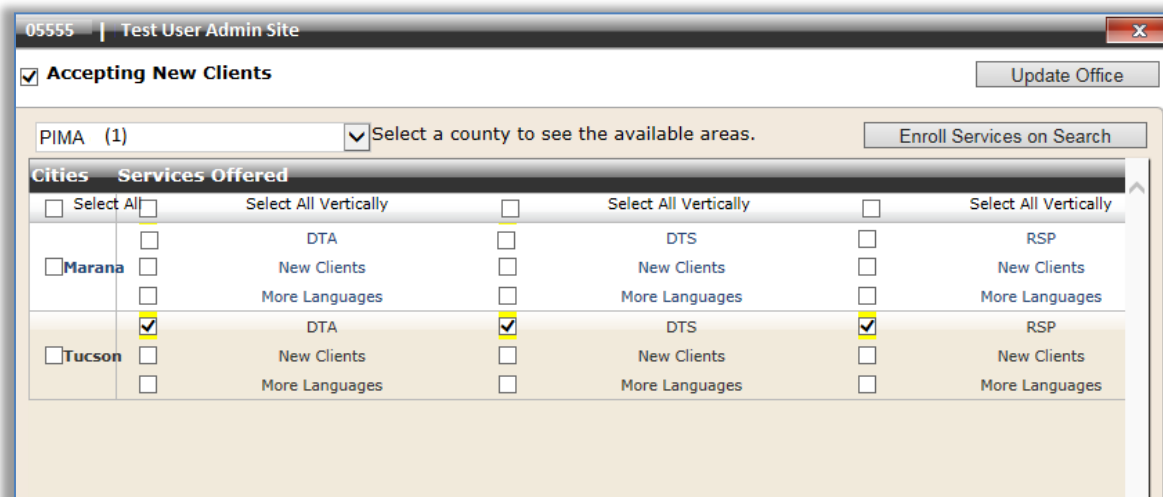 05555 | Test User Admin Site x
Accepting New Clients Update Office
PIMA (1) Select a county to see the available areas. Enroll Services on Search
Cities Services Offered
Select All Select All Vertically Select All Vertically Select All Vertically
DTA DTS RSP
Marana New Clients New Clients New Clients
More Languages More Languages More Languages
DTA DTS RSP
Tucson New Clients New Clients New Clients
More Languages More Languages More Languages